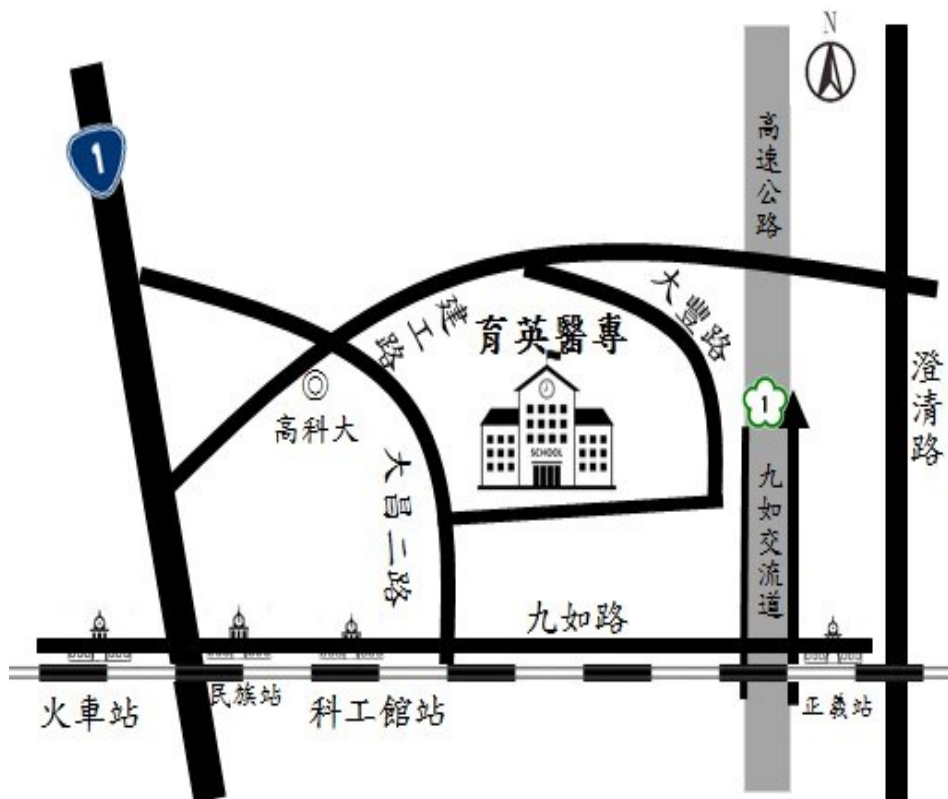 N
1
高速公路
建工路
大豐路
育英醫專
SCHOOL
高科大
1
澄清路
大昌二路
九如交流道
九如路
火車站
民族站
科工館站
正義站